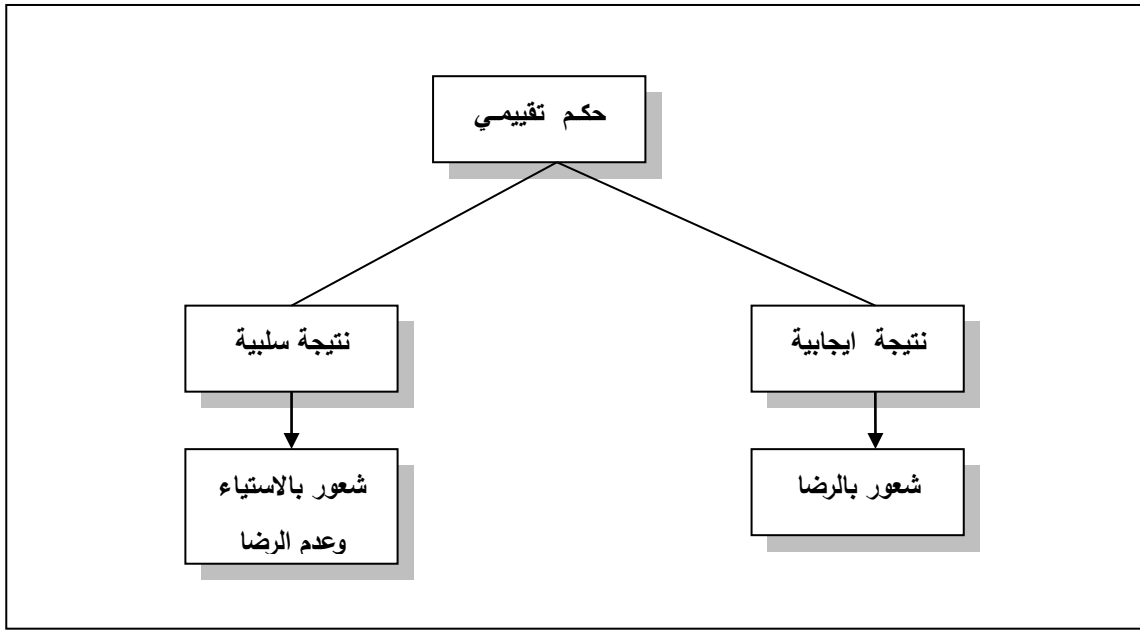 حكم تقييمي
نتيجة ايجابية
نتيجة سلبية
شعور بالرضا
شعور بالاستياء
وعدم الرضا